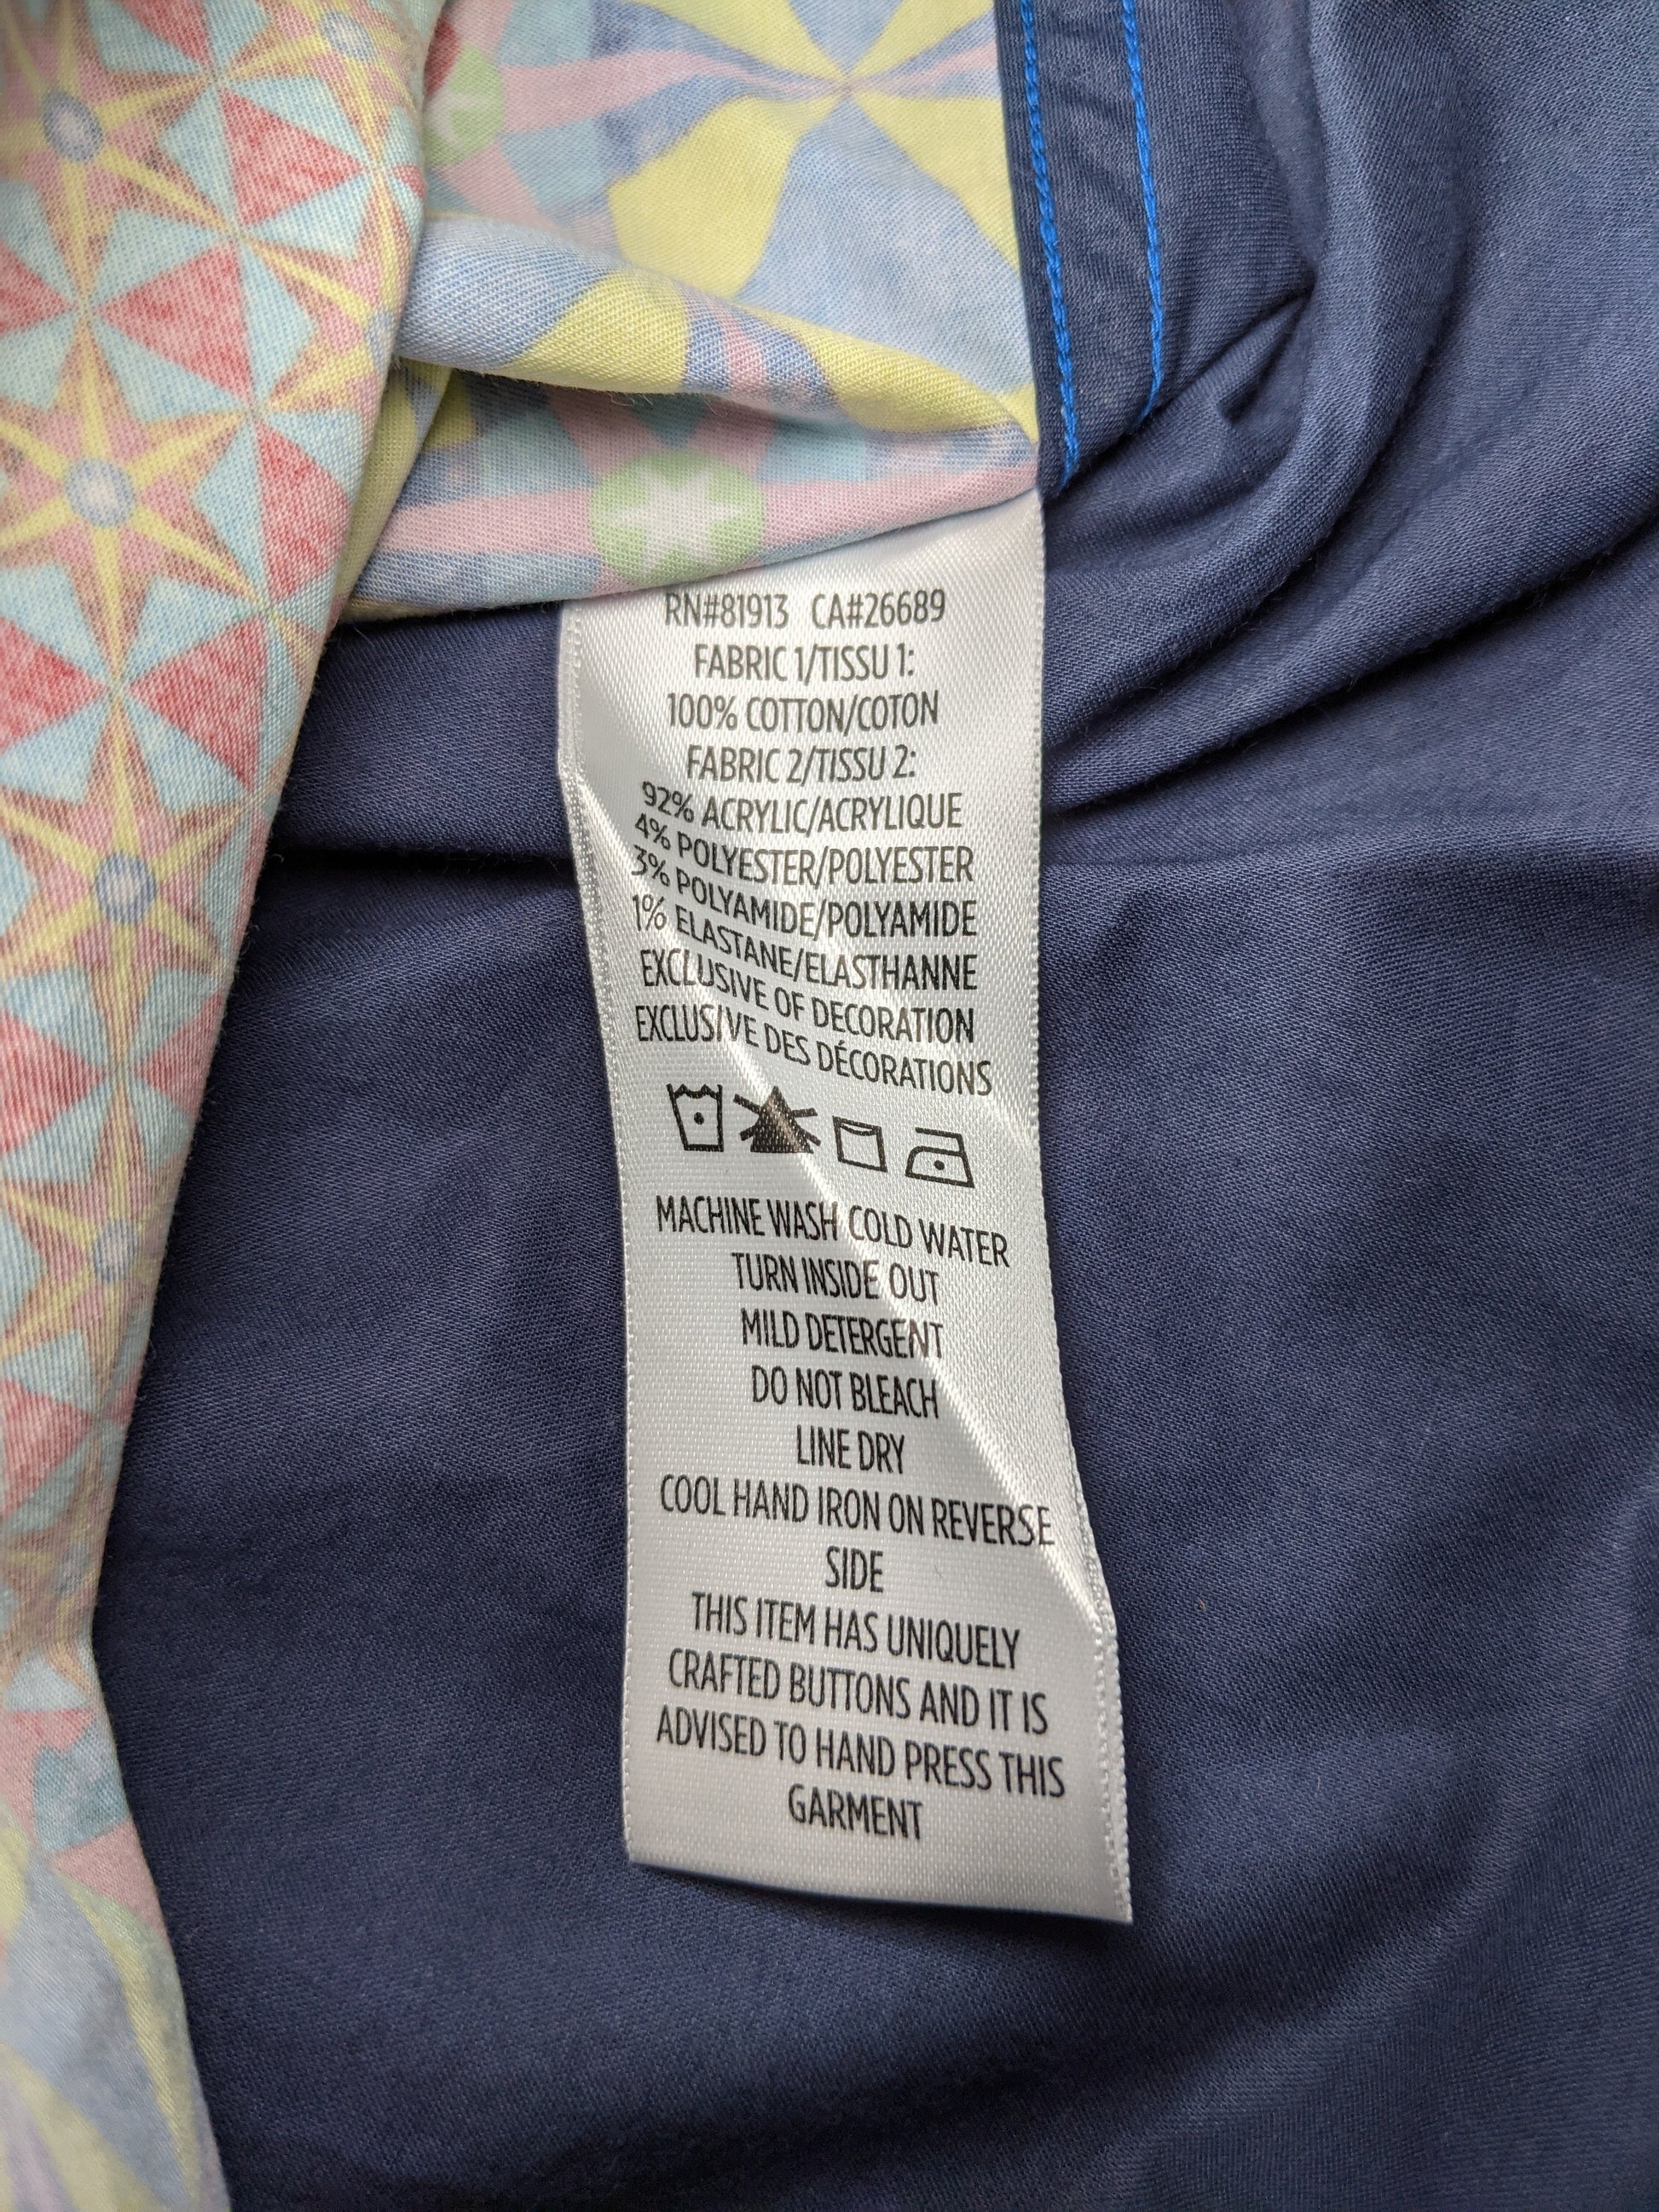 RN#81913 CA#26689
FABRIC 1/TISSU 1:
100% COTTON/COTON
FABRIC 2/TISSU 2:
92% ACRYLIC/ACRYLIQUE
4% POLYESTER/POLYESTER
3% POLYAMIDE/POLYAMIDE
1% ELASTANE/ELASTHANNE
EXCLUSIVE OF DECORATION
EXCLUSIVE DES DÉCORATIONS
MACHINE WASH COLD WATER
TURN INSIDE OUT
MILD DETERGENT
DO NOT BLEACH
LINE DRY
COOL HAND IRON ON REVERSE
SIDE
THIS ITEM HAS UNIQUELY
CRAFTED BUTTONS AND IT IS
ADVISED TO HAND PRESS THIS
GARMENT